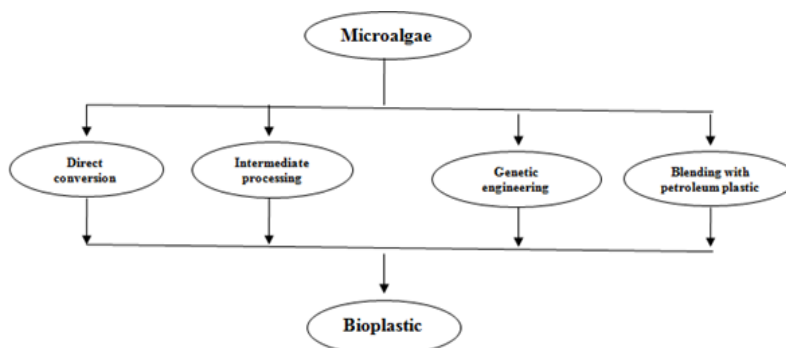 Microalgae
Direct
conversion
Intermediate
processing
Genetic
engineering
Blending with
petroleum plastic
Bioplastic